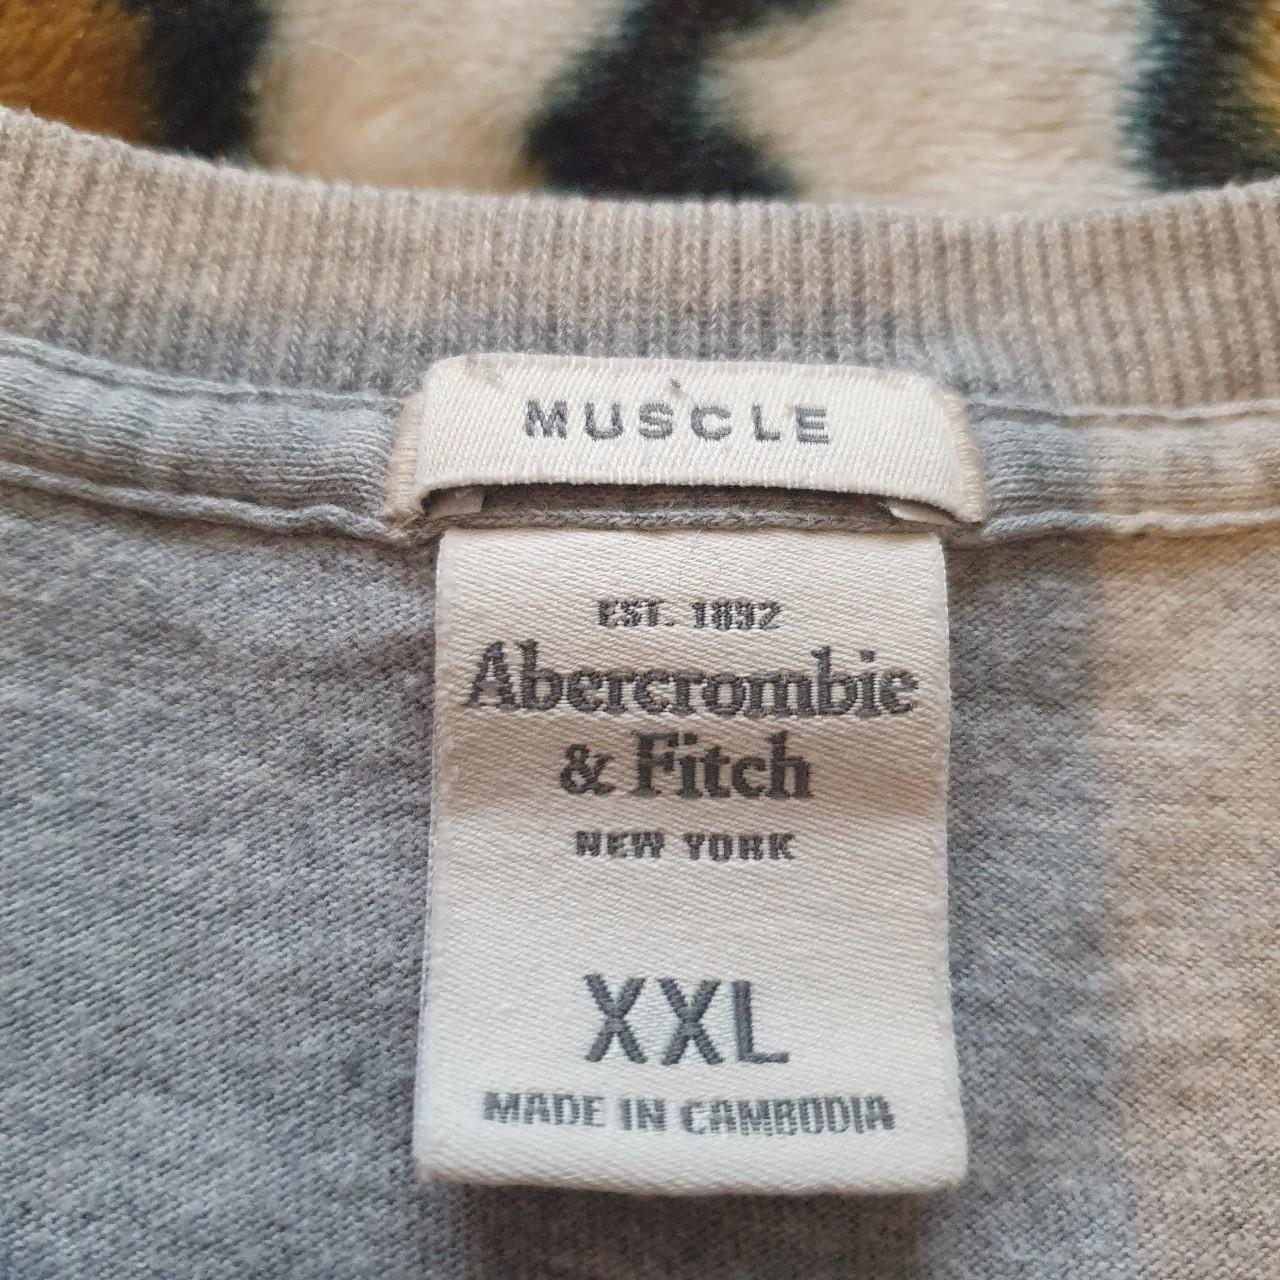 MUSCLE
EST. 1892
Abercrombie
& Fitch
NEW YORK
XXL
MADE IN CAMBODIA